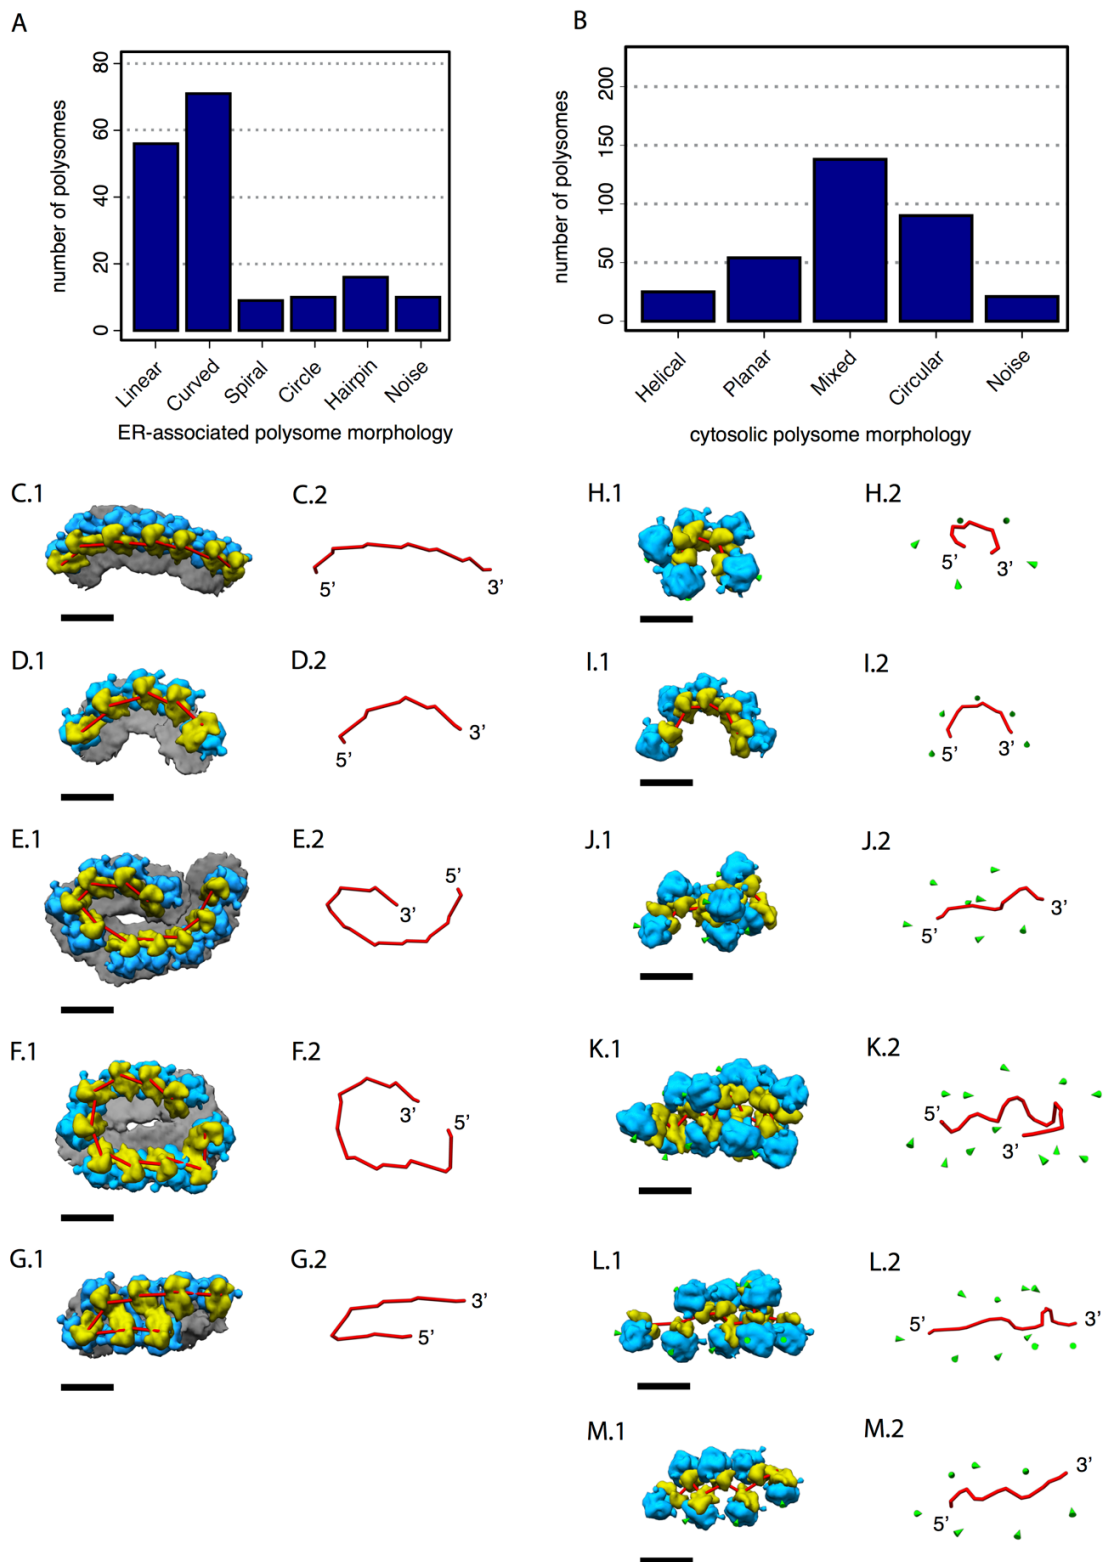 A
B
number of polysomes
0 20 40 60 80
Linear
Curved
Spiral
Circle
Hairpin
Noise
ER-associated polysome morphology
number of polysomes
0 50 100 150 200
Helical
Planar
Mixed
Circular
Noise
cytosolic polysome morphology
C.1
C.2
5'
3'
H.1
H.2
5'
3'
D.1
D.2
5'
3'
I.1
I.2
5'
3'
E.1
E.2
5'
3'
J.1
J.2
5'
3'
F.1
F.2
3'
5'
K.1
K.2
5'
3'
G.1
G.2
3'
5'
L.1
L.2
5'
3'
M.1
M.2
3'
5'